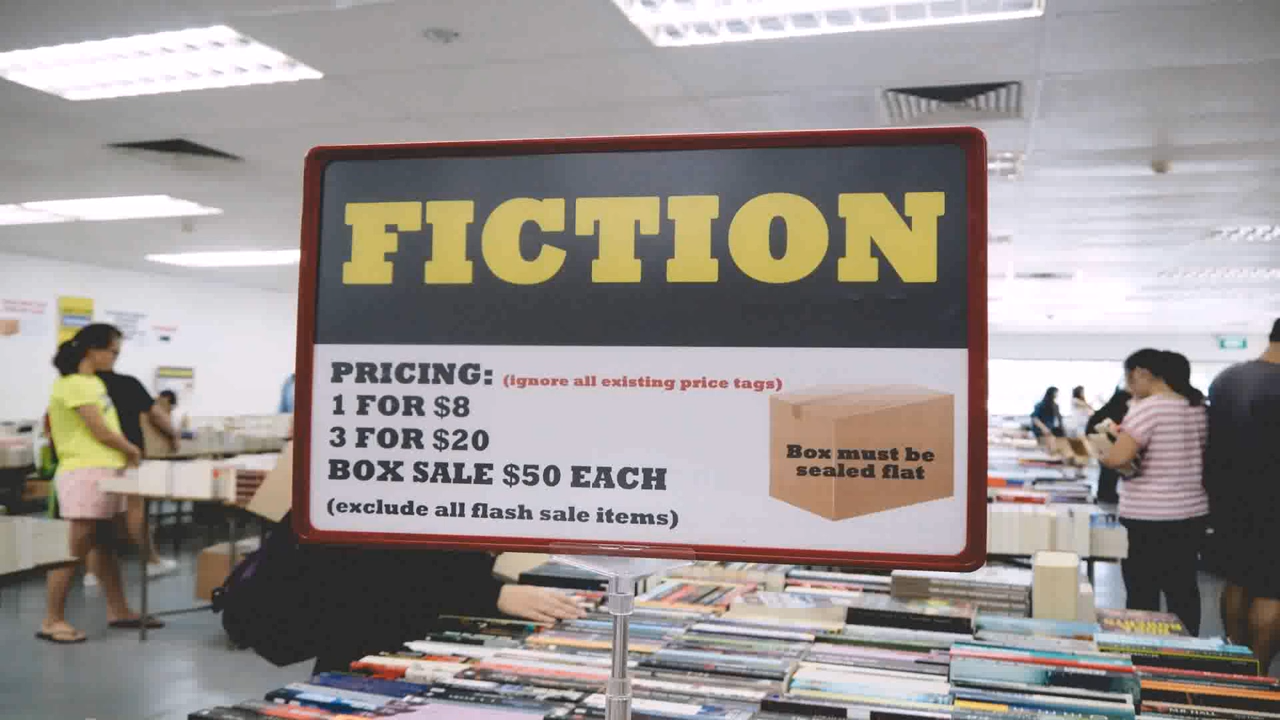 FICTION
PRICING: (ignore all existing price tags)
1 FOR $8
3 FOR $20
BOX SALE $50 EACH
(exclude all flash sale items)
Box must be
sealed flat